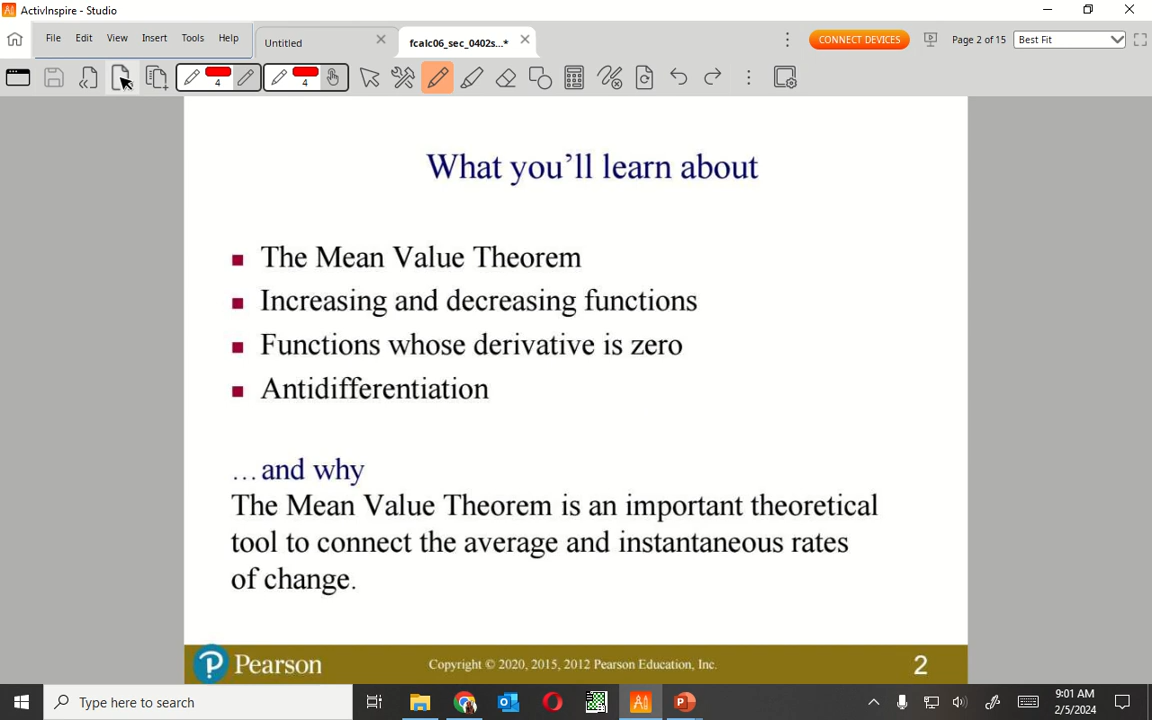 ActivInspire - Studio
File Edit View Insert Tools Help
Untitled
fcalc06_sec_0402s...*
CONNECT DEVICES
Page 2 of 15
Best Fit
4
4
What you'll learn about
The Mean Value Theorem
Increasing and decreasing functions
Functions whose derivative is zero
Antidifferentiation
…and why
The Mean Value Theorem is an important theoretical
tool to connect the average and instantaneous rates
of change.
Pearson
Copyright © 2020, 2015, 2012 Pearson Education, Inc.
2
Type here to search
9:01 AM
2/5/2024